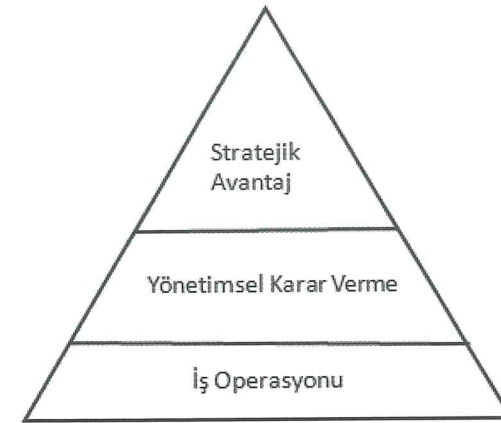 Stratejik
Avantaj
Yönetimsel Karar Verme
İş Operasyonu